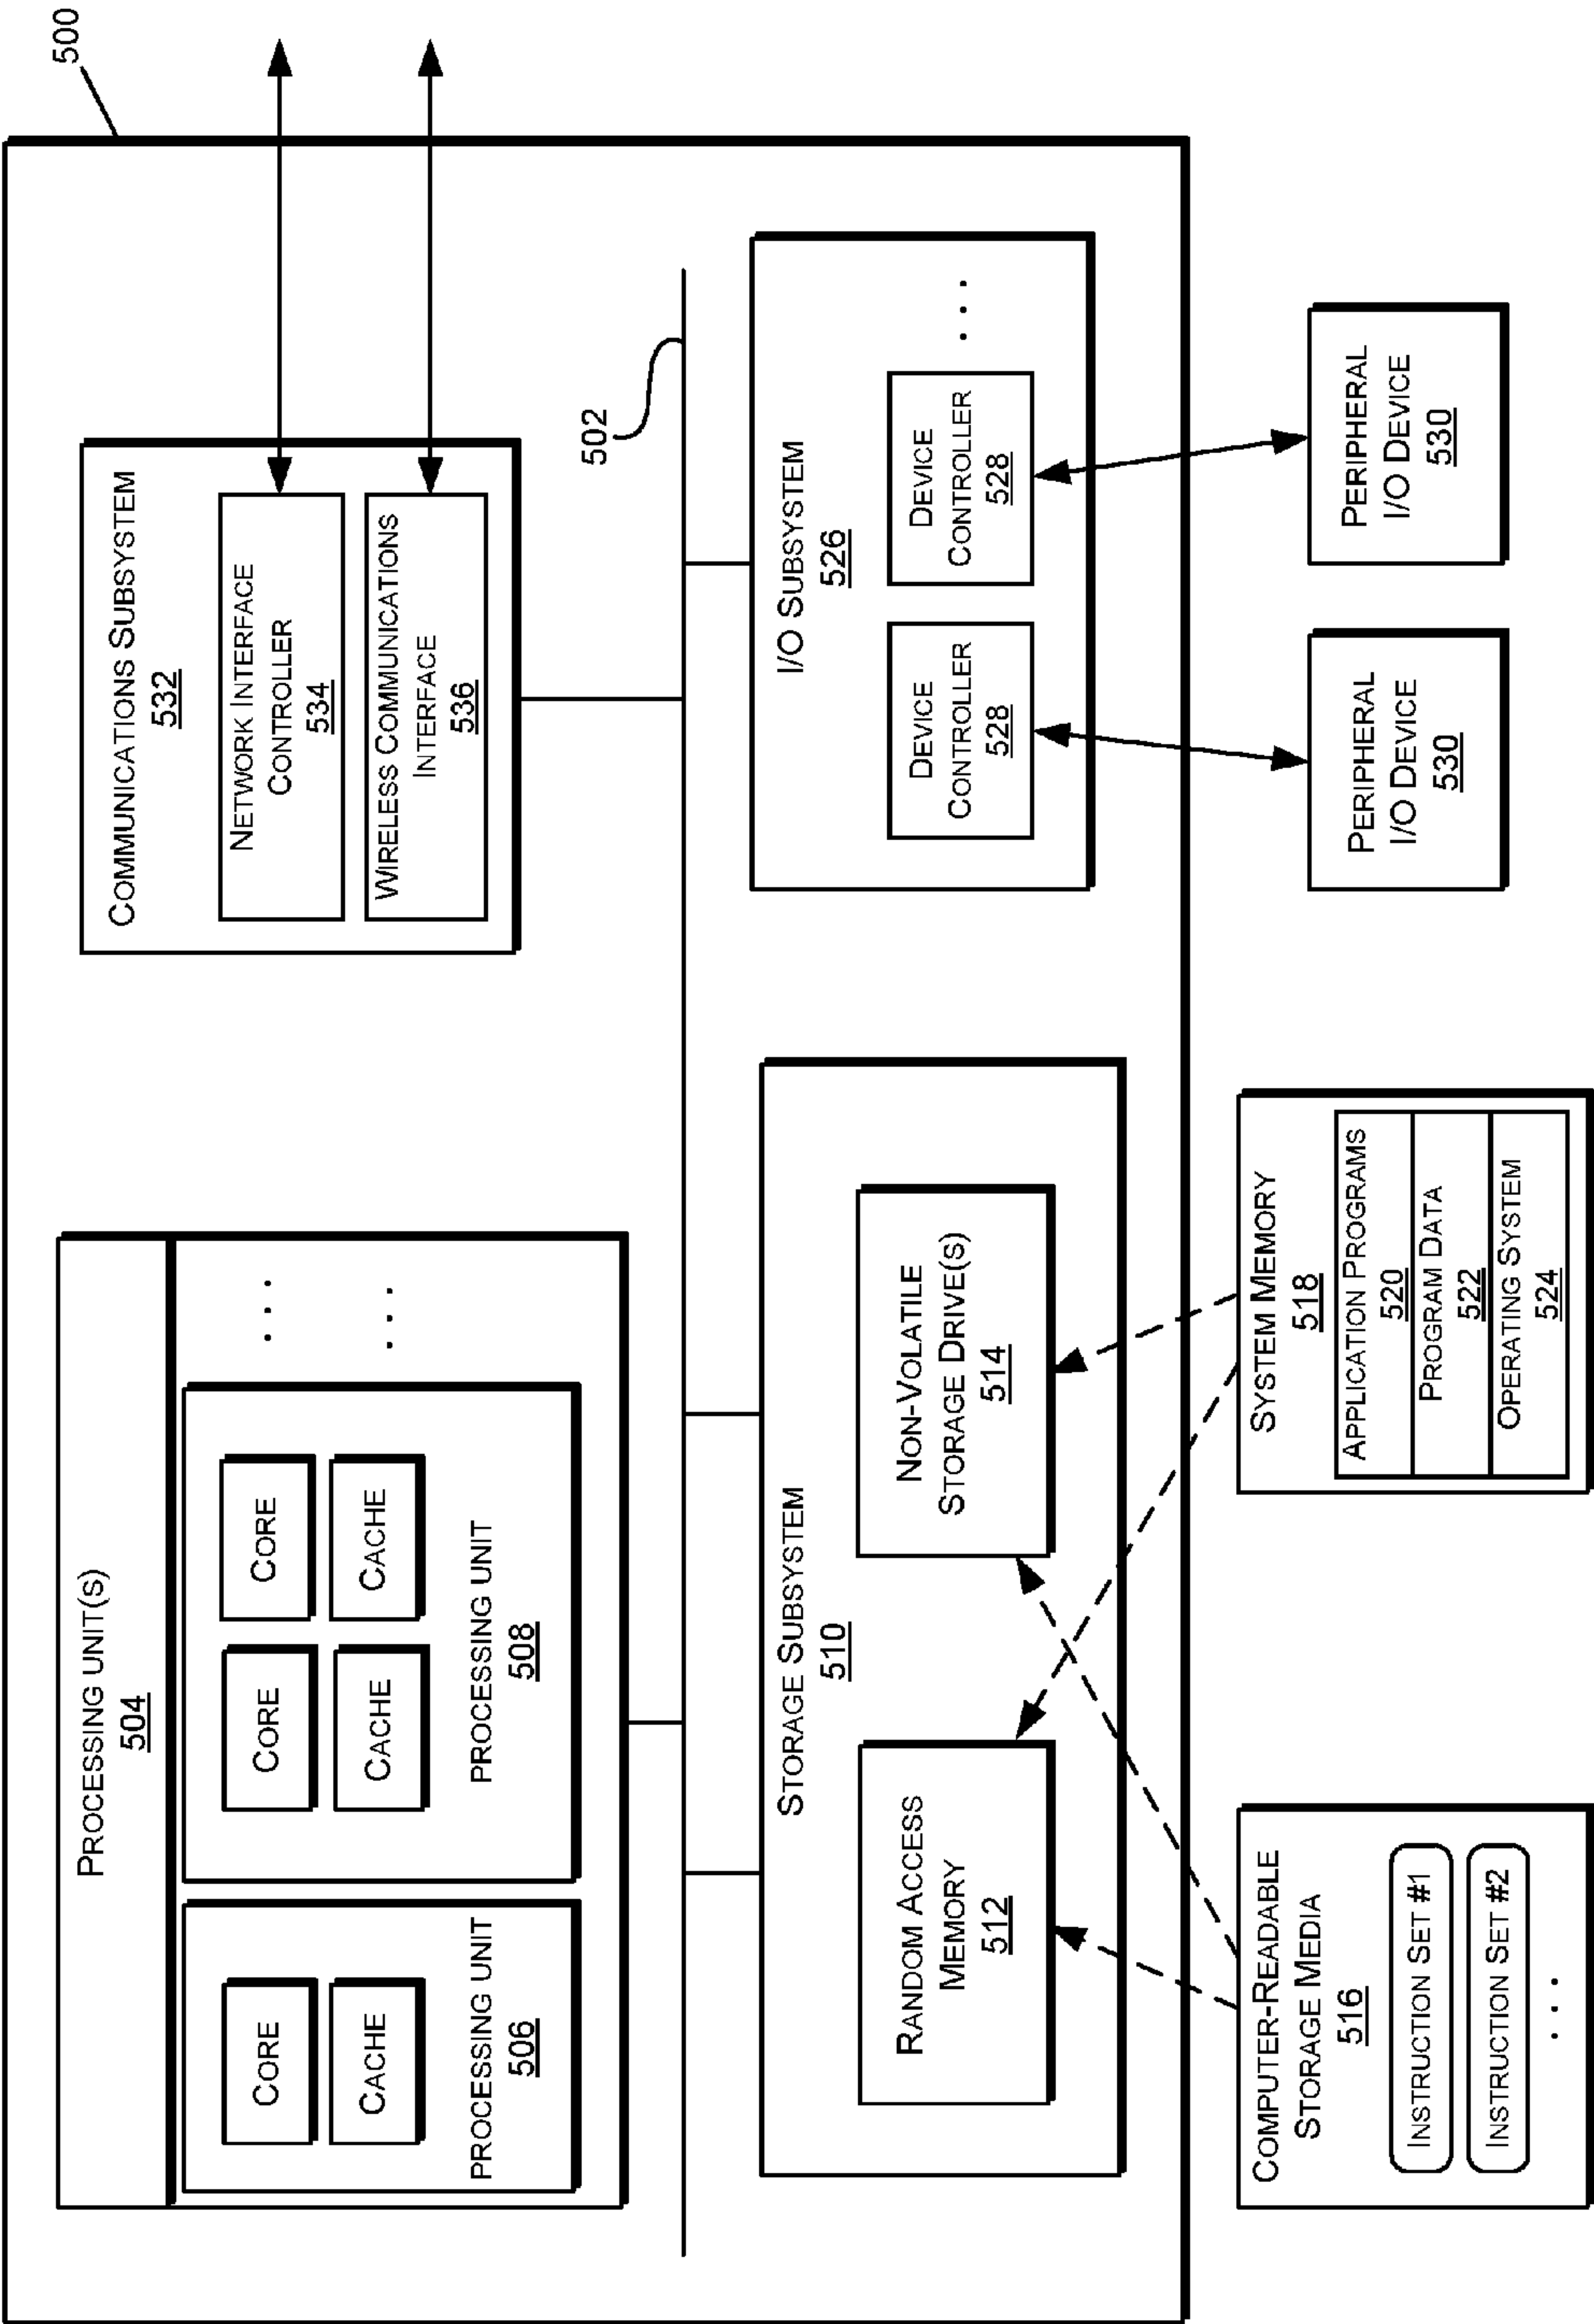 500
PROCESSING UNIT(S)
504
CORE
CACHE
PROCESSING UNIT
506
CORE
CORE
CACHE
CACHE
PROCESSING UNIT
508
. . .
. . .
COMMUNICATIONS SUBSYSTEM
532
NETWORK INTERFACE
CONTROLLER
534
WIRELESS COMMUNICATIONS
INTERFACE
536
502
STORAGE SUBSYSTEM
510
RANDOM ACCESS
MEMORY
512
NON-VOLATILE
STORAGE DRIVE(S)
514
I/O SUBSYSTEM
526
DEVICE
CONTROLLER
528
DEVICE
CONTROLLER
528
. . .
COMPUTER-READABLE
STORAGE MEDIA
516
INSTRUCTION SET #1
INSTRUCTION SET #2
. . .
SYSTEM MEMORY
518
APPLICATION PROGRAMS
520
PROGRAM DATA
522
OPERATING SYSTEM
524
PERIPHERAL
I/O DEVICE
530
PERIPHERAL
I/O DEVICE
530